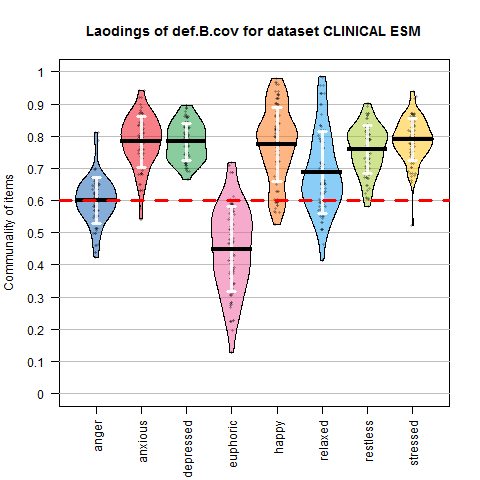 Laodings of def.B.cov for dataset CLINICAL ESM
Communality of items
1
0.9
0.8
0.7
0.6
0.5
0.4
0.3
0.2
0.1
0
anger
anxious
depressed
euphoric
happy
relaxed
restless
stressed